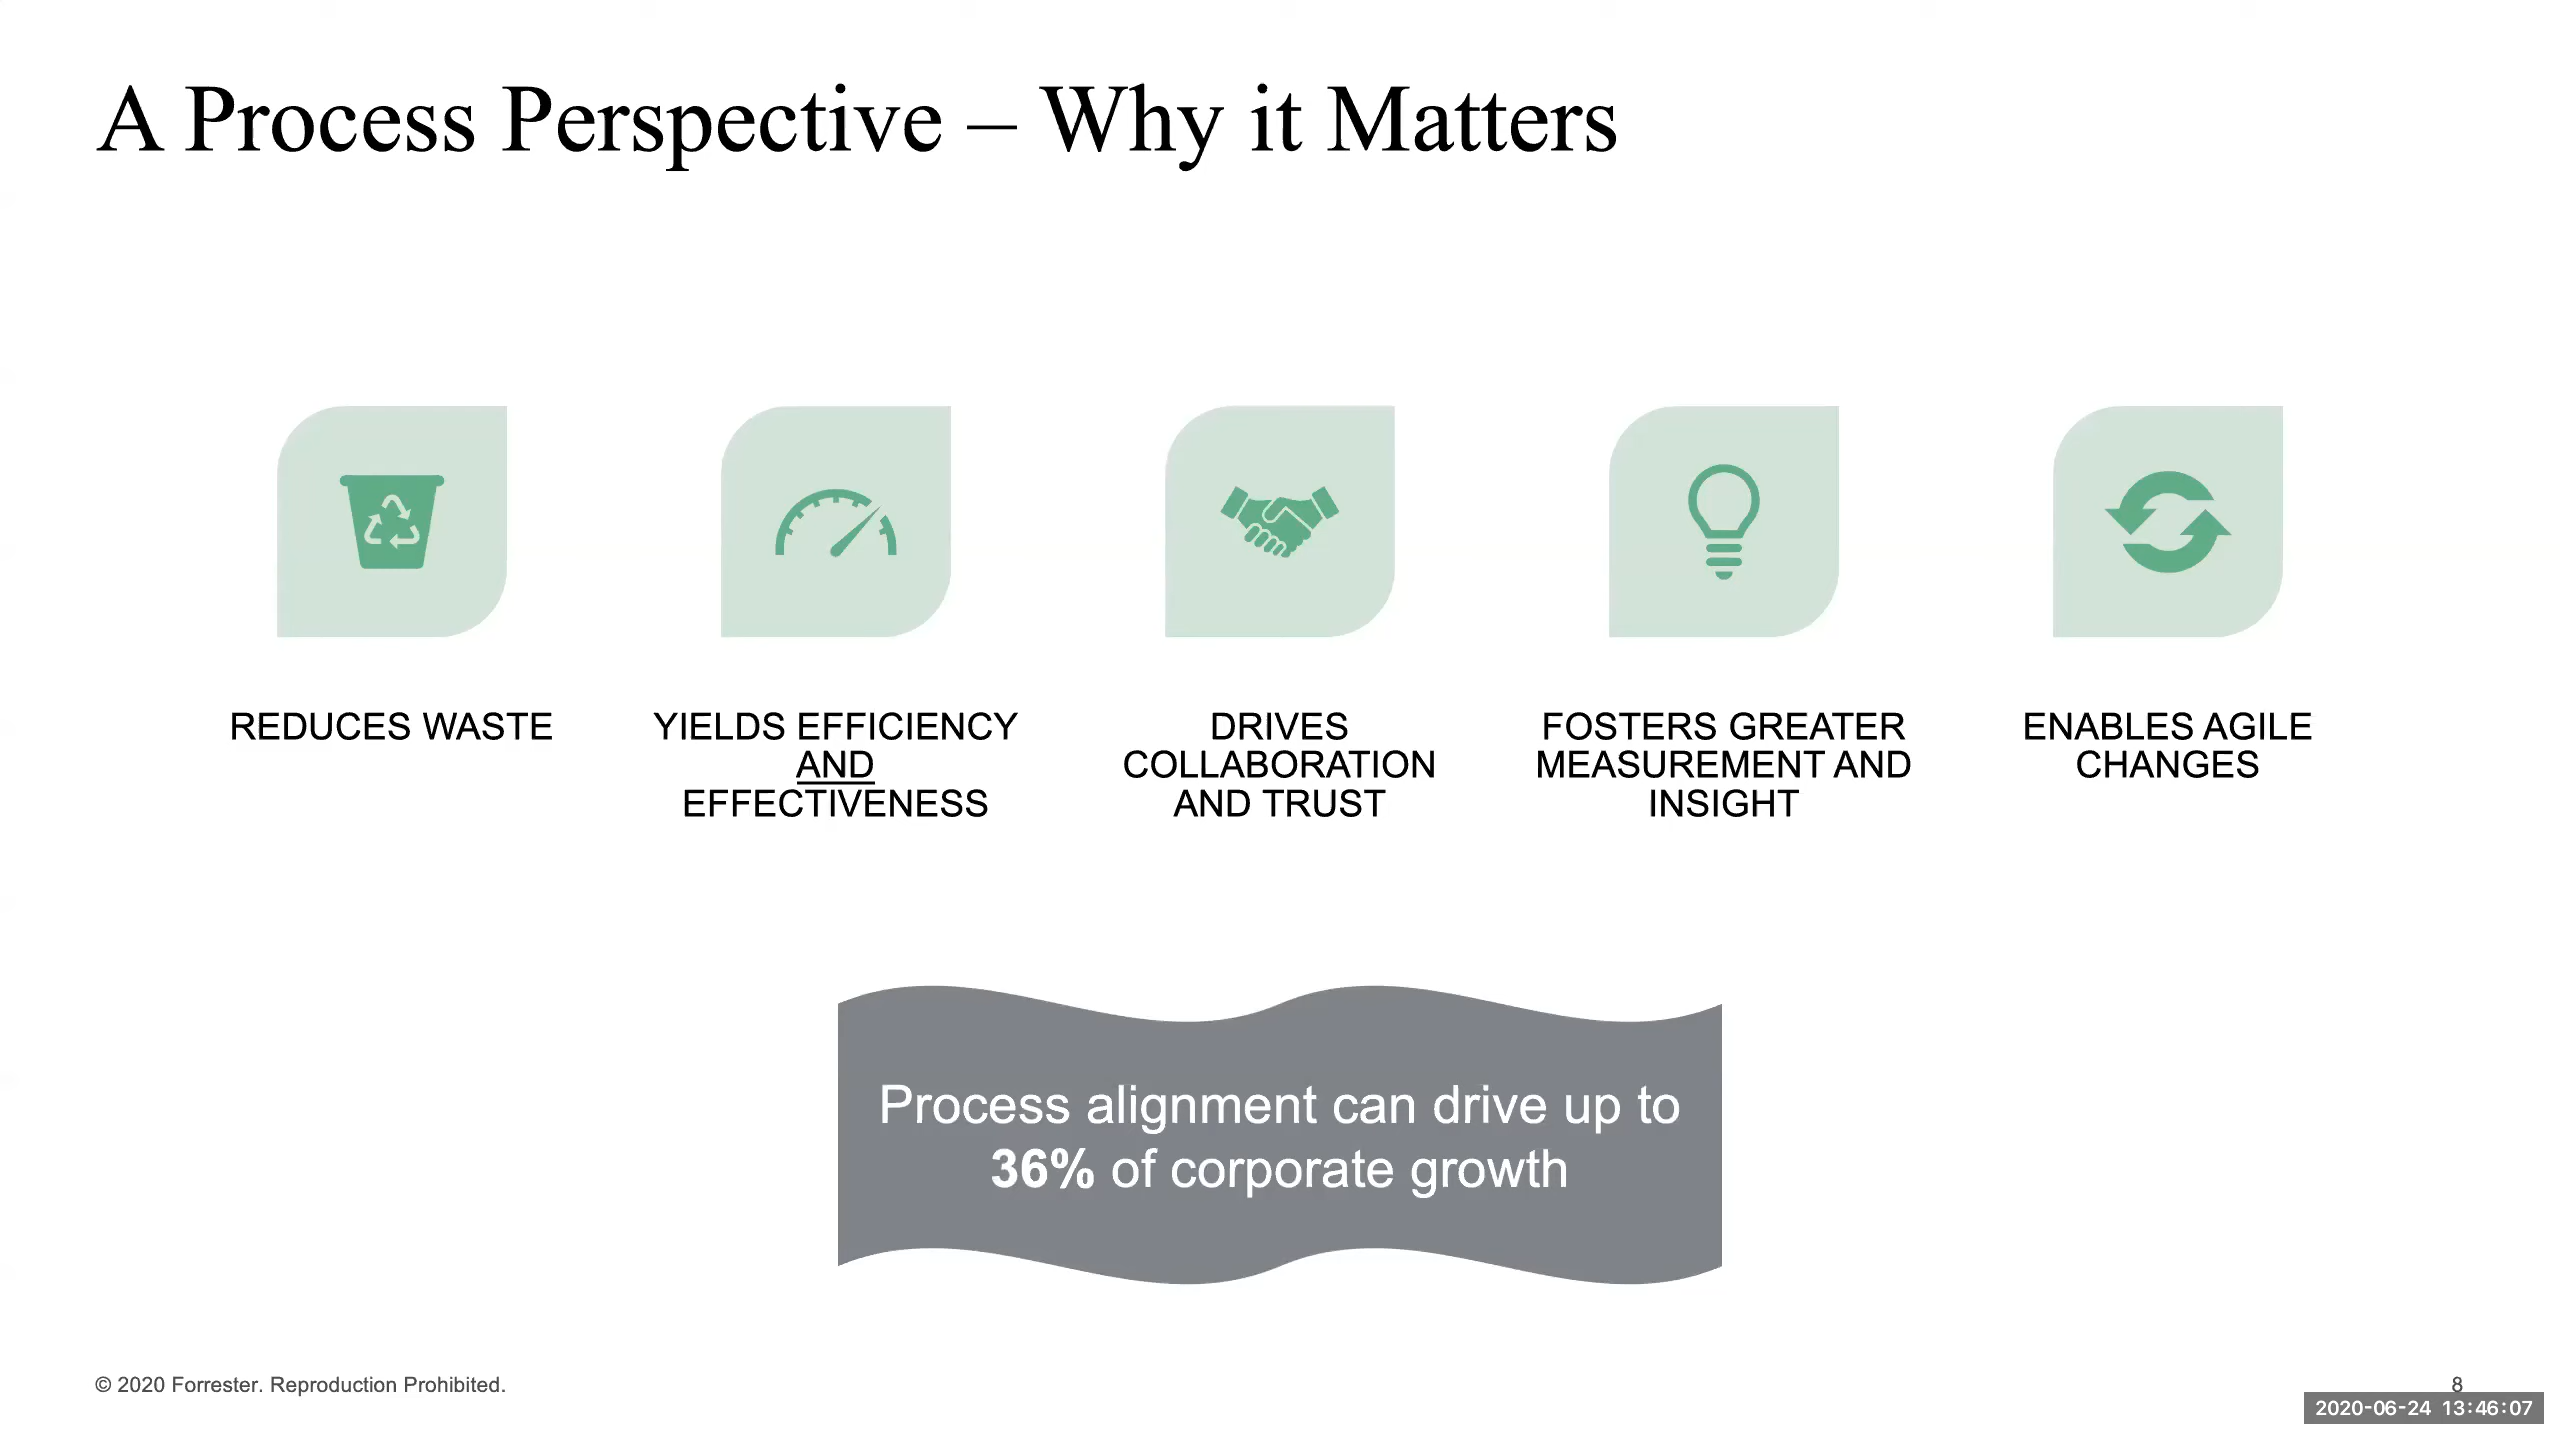 A Process Perspective – Why it Matters
REDUCES WASTE
YIELDS EFFICIENCY
AND
EFFECTIVENESS
DRIVES
COLLABORATION
AND TRUST
FOSTERS GREATER
MEASUREMENT AND
INSIGHT
ENABLES AGILE
CHANGES
Process alignment can drive up to
36% of corporate growth
© 2020 Forrester. Reproduction Prohibited.
8
2020-06-24 13:46:07